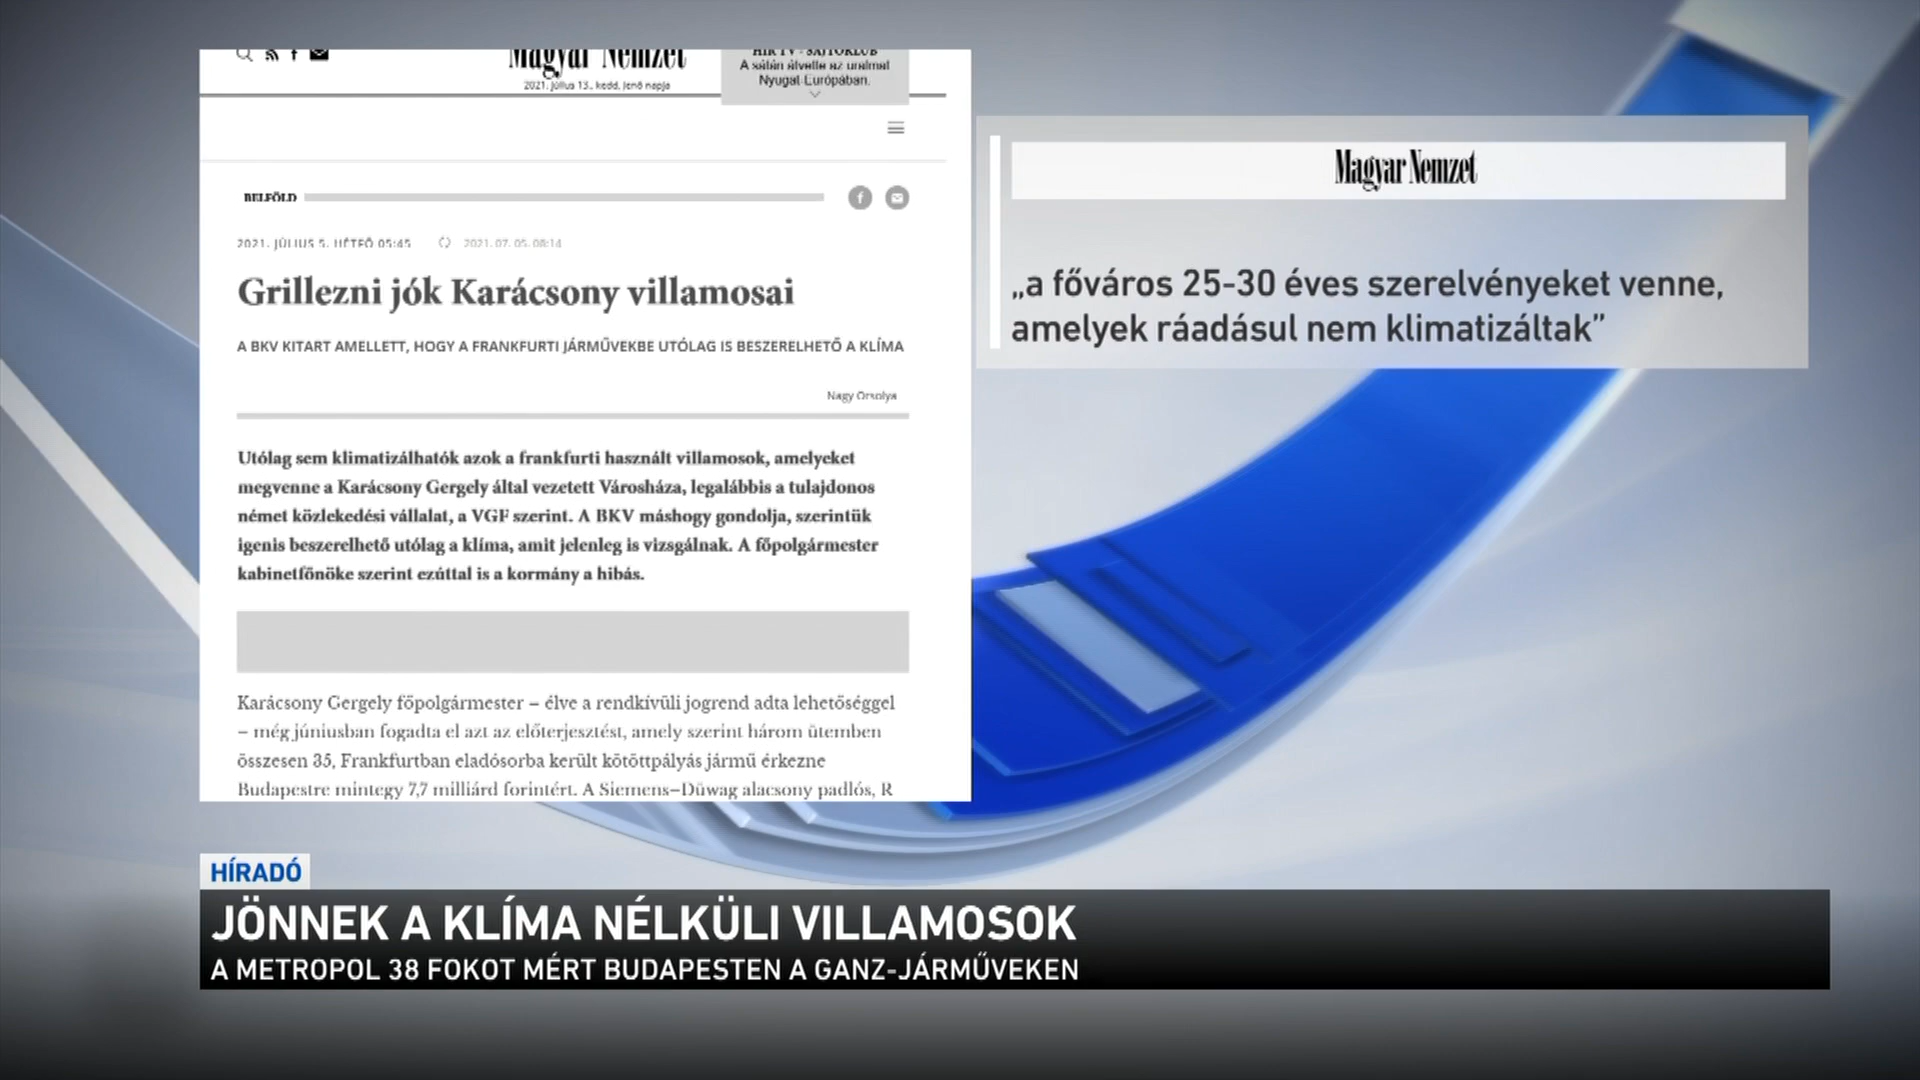 Magyar Nemzet
2021. július 13., kedd, Jenő napja
HÍR TV - SAJTÓKLUB
A sátán átvette az uralmat
Nyugat-Európában.
BELFÖLD
2021. JÚLIUS 5. HÉTFŐ 05:45 2021. 07. 05. 08:14
Grillezni jók Karácsony villamosai
A BKV KITART AMELLETT, HOGY A FRANKFURTI JÁRMŰVEKBE UTÓLAG IS BESZERELHETŐ A KLÍMA
Nagy Orsolya
Utólag sem klimatizálhatók azok a frankfurti használt villamosok, amelyeket
megvenne a Karácsony Gergely által vezetett Városháza, legalábbis a tulajdonos
német közlekedési vállalat, a VGF szerint. A BKV máshogy gondolja, szerintük
igenis beszerelhető utólag a klíma, amit jelenleg is vizsgálnak. A főpolgármester
kabinetfőnöke szerint ezúttal is a kormány a hibás.
Karácsony Gergely főpolgármester – élve a rendkívüli jogrend adta lehetőséggel
– még júniusban fogadta el azt az előterjesztést, amely szerint három ütemben
összesen 35, Frankfurtban eladósorba került kötöttpályás jármű érkezne
Budapestre mintegy 7,7 milliárd forintért. A Siemens–Düwag alacsony padlós, R
Magyar Nemzet
„a főváros 25-30 éves szerelvényeket venne,
amelyek ráadásul nem klimatizáltak”
HÍRADÓ
JÖNNEK A KLÍMA NÉLKÜLI VILLAMOSOK
A METROPOL 38 FOKOT MÉRT BUDAPESTEN A GANZ-JÁRMŰVEKEN